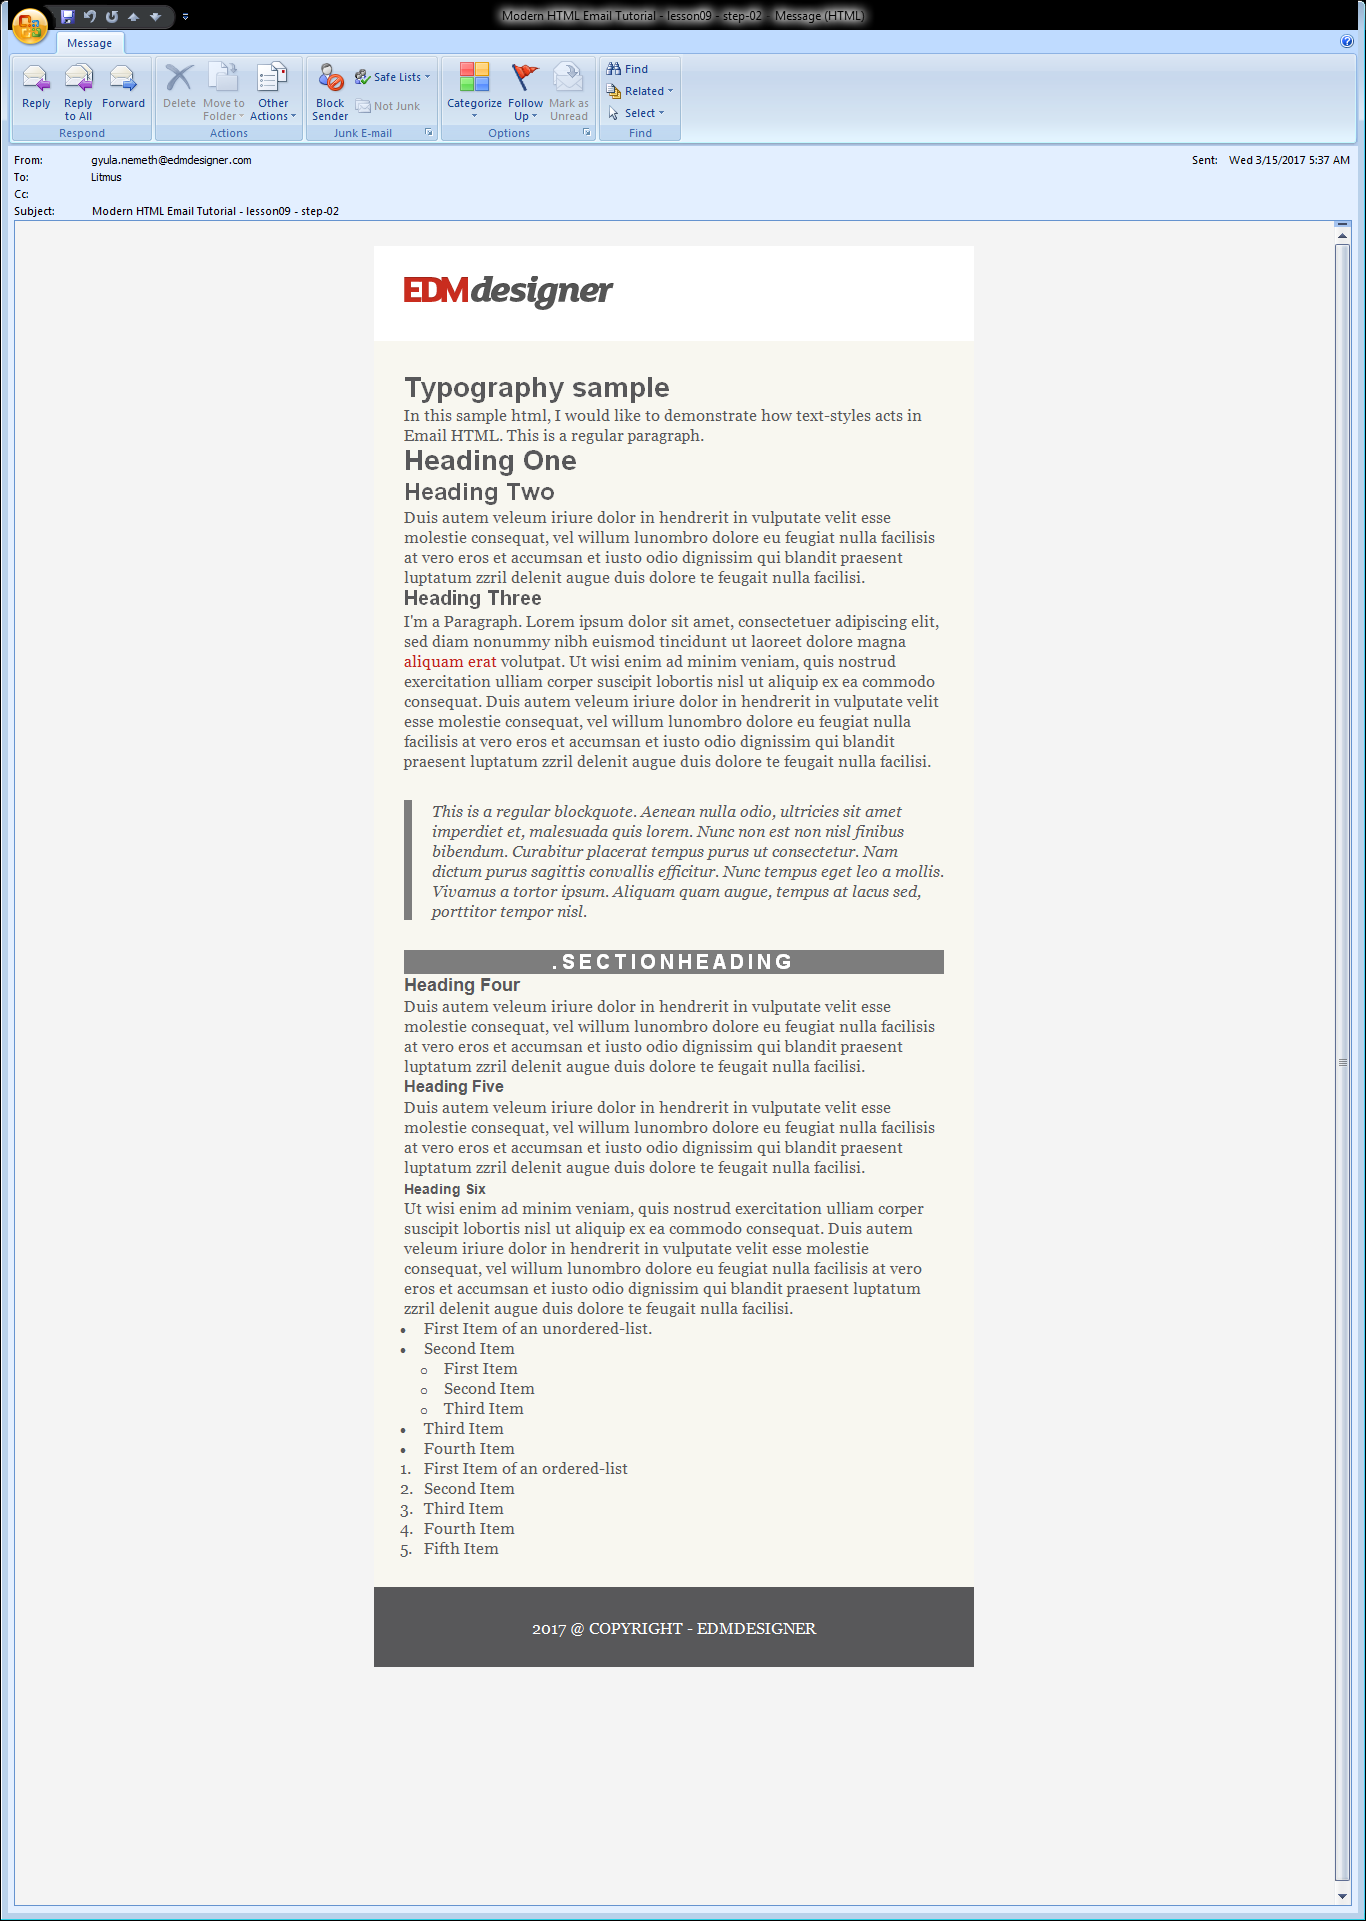 Modern HTML Email Tutorial - lesson09 - step-02 - Message (HTML)
Message
Reply
Reply to All
Forward
Respond
Delete
Move to Folder
Other Actions
Actions
Block Sender
Safe Lists
Not Junk
Junk E-mail
Categorize
Follow Up
Mark as Unread
Options
Find
Related
Select
Find
From: gyula.nemeth@edmdesigner.com
Sent: Wed 3/15/2017 5:37 AM
To: Litmus
Cc:
Subject: Modern HTML Email Tutorial - lesson09 - step-02
EDMdesigner
Typography sample
In this sample html, I would like to demonstrate how text-styles acts in
Email HTML. This is a regular paragraph.
Heading One
Heading Two
Duis autem veleum iriure dolor in hendrerit in vulputate velit esse
molestie consequat, vel willum lunombro dolore eu feugiat nulla facilisis
at vero eros et accumsan et iusto odio dignissim qui blandit praesent
luptatum zzril delenit augue duis dolore te feugait nulla facilisi.
Heading Three
I'm a Paragraph. Lorem ipsum dolor sit amet, consectetuer adipiscing elit,
sed diam nonummy nibh euismod tincidunt ut laoreet dolore magna
aliquam erat volutpat. Ut wisi enim ad minim veniam, quis nostrud
exercitation ulliam corper suscipit lobortis nisl ut aliquip ex ea commodo
consequat. Duis autem veleum iriure dolor in hendrerit in vulputate velit
esse molestie consequat, vel willum lunombro dolore eu feugiat nulla
facilisis at vero eros et accumsan et iusto odio dignissim qui blandit
praesent luptatum zzril delenit augue duis dolore te feugait nulla facilisi.
This is a regular blockquote. Aenean nulla odio, ultricies sit amet
imperdiet et, malesuada quis lorem. Nunc non est non nisl finibus
bibendum. Curabitur placerat tempus purus ut consectetur. Nam
dictum purus sagittis convallis efficitur. Nunc tempus eget leo a mollis.
Vivamus a tortor ipsum. Aliquam quam augue, tempus at lacus sed,
porttitor tempor nisl.
.SECTIONHEADING
Heading Four
Duis autem veleum iriure dolor in hendrerit in vulputate velit esse
molestie consequat, vel willum lunombro dolore eu feugiat nulla facilisis
at vero eros et accumsan et iusto odio dignissim qui blandit praesent
luptatum zzril delenit augue duis dolore te feugait nulla facilisi.
Heading Five
Duis autem veleum iriure dolor in hendrerit in vulputate velit esse
molestie consequat, vel willum lunombro dolore eu feugiat nulla facilisis
at vero eros et accumsan et iusto odio dignissim qui blandit praesent
luptatum zzril delenit augue duis dolore te feugait nulla facilisi.
Heading Six
Ut wisi enim ad minim veniam, quis nostrud exercitation ulliam corper
suscipit lobortis nisl ut aliquip ex ea commodo consequat. Duis autem
veleum iriure dolor in hendrerit in vulputate velit esse molestie
consequat, vel willum lunombro dolore eu feugiat nulla facilisis at vero
eros et accumsan et iusto odio dignissim qui blandit praesent luptatum
zzril delenit augue duis dolore te feugait nulla facilisi.
• First Item of an unordered-list.
• Second Item
o First Item
o Second Item
o Third Item
• Third Item
• Fourth Item
1. First Item of an ordered-list
2. Second Item
3. Third Item
4. Fourth Item
5. Fifth Item
2017 @ COPYRIGHT - EDMDESIGNER